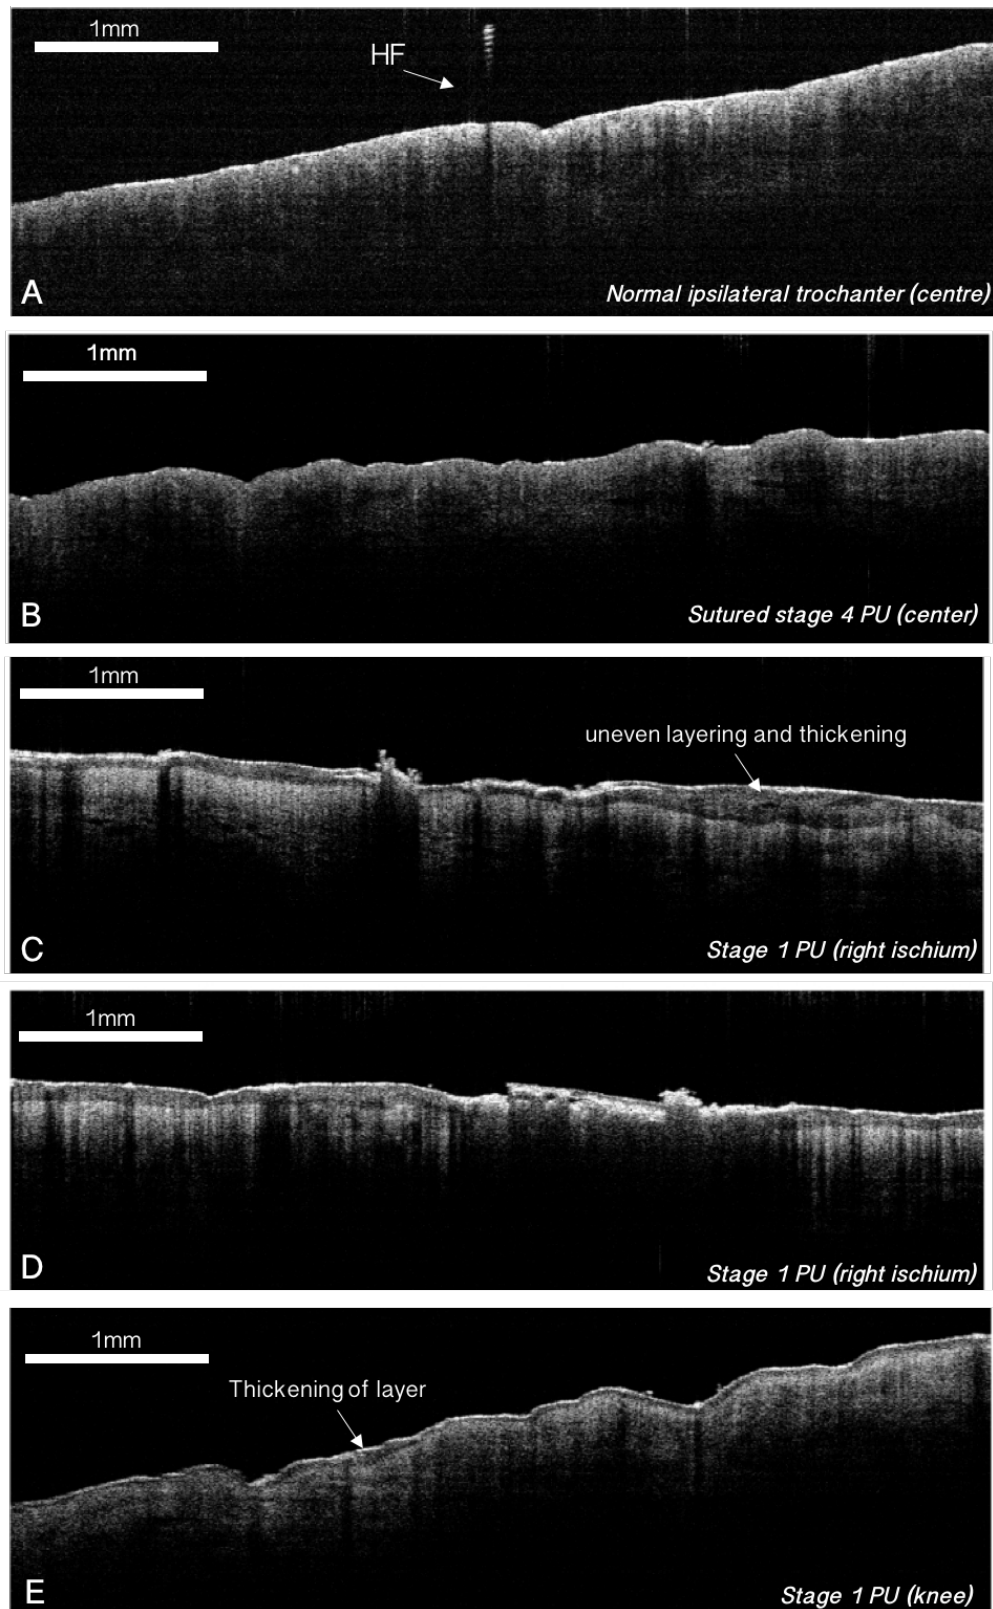 1mm
HF
A
Normal ipsilateral trochanter (centre)
1mm
B
Sutured stage 4 PU (center)
1mm
uneven layering and thickening
C
Stage 1 PU (right ischium)
1mm
D
Stage 1 PU (right ischium)
1mm
Thickening of layer
E
Stage 1 PU (knee)